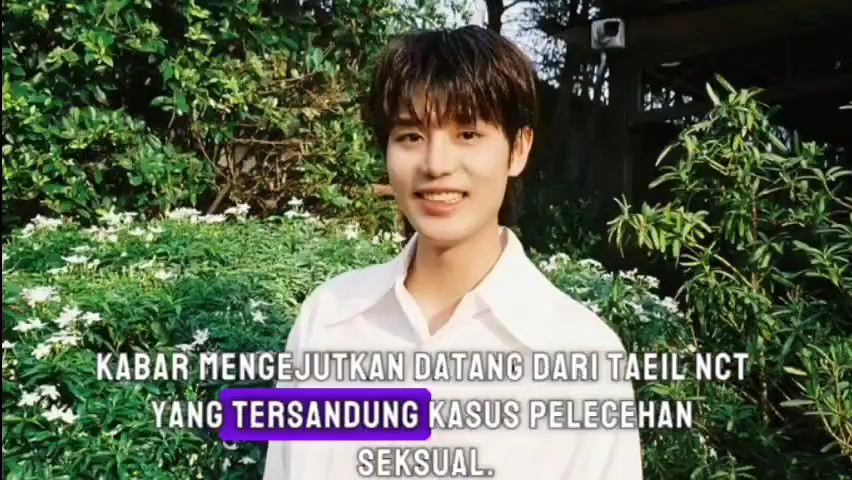 KABAR MENGEJUTKAN DATANG DARI TAEIL NCT
YANG TERSANDUNG KASUS PELECEHAN
SEKSUAL.